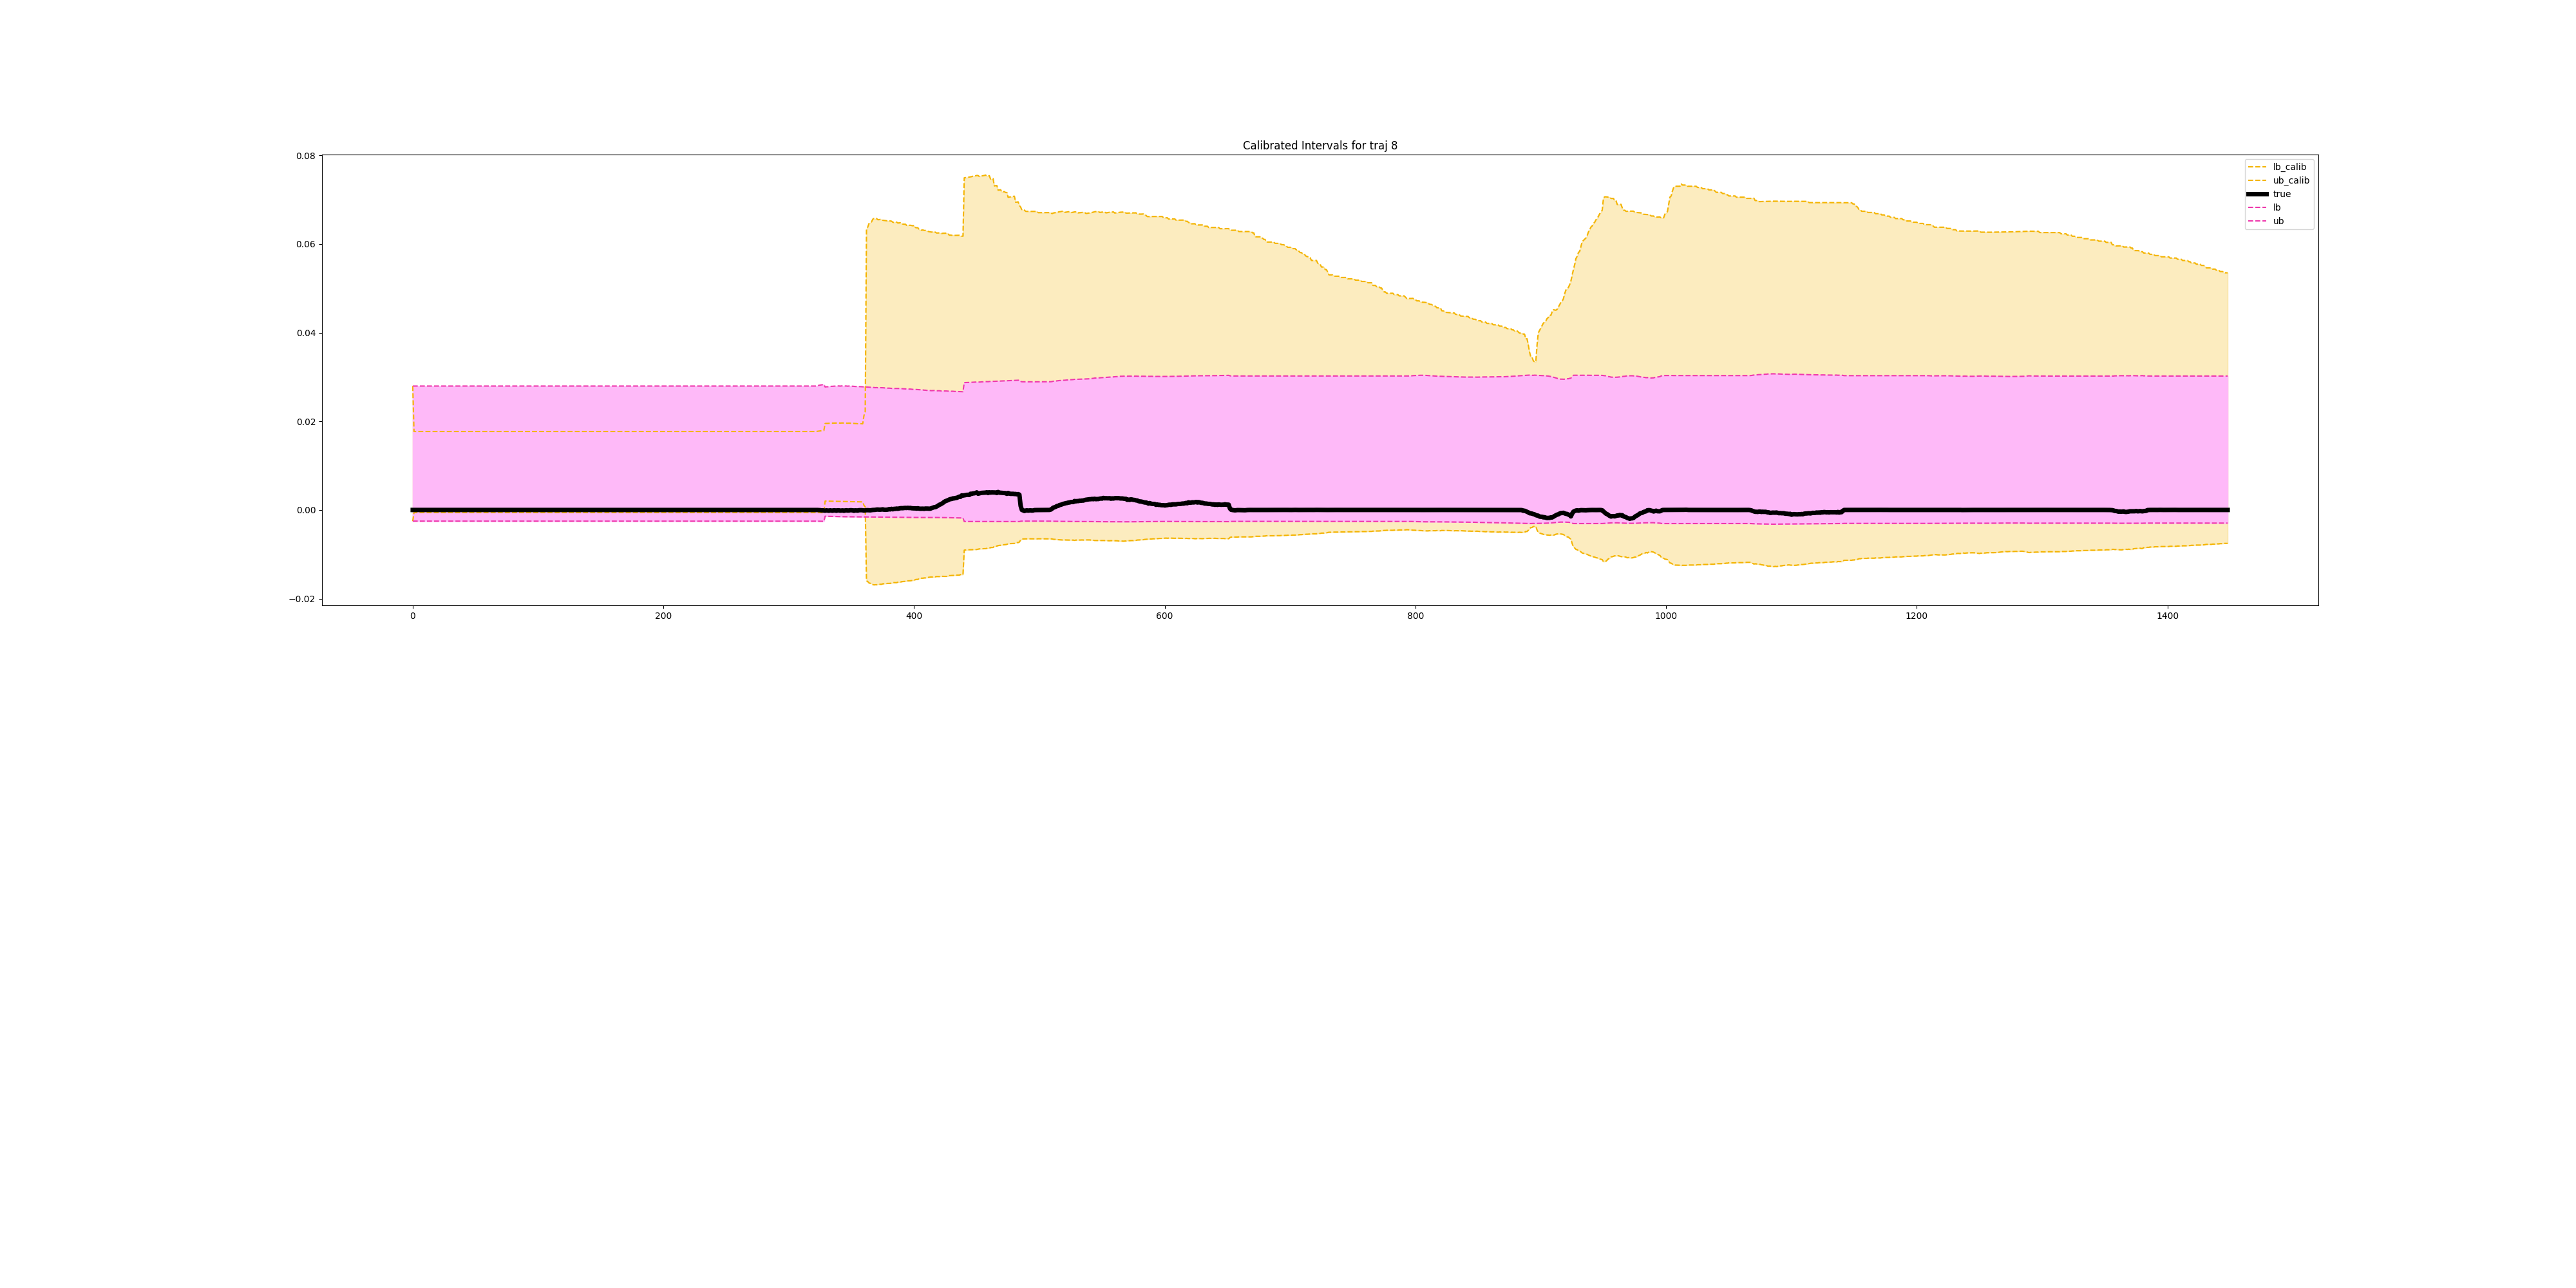 Calibrated Intervals for traj 8
0.08
0.06
0.04
0.02
0.00
−0.02
0 200 400 600 800 1000 1200 1400
lb_calib
ub_calib
true
lb
ub